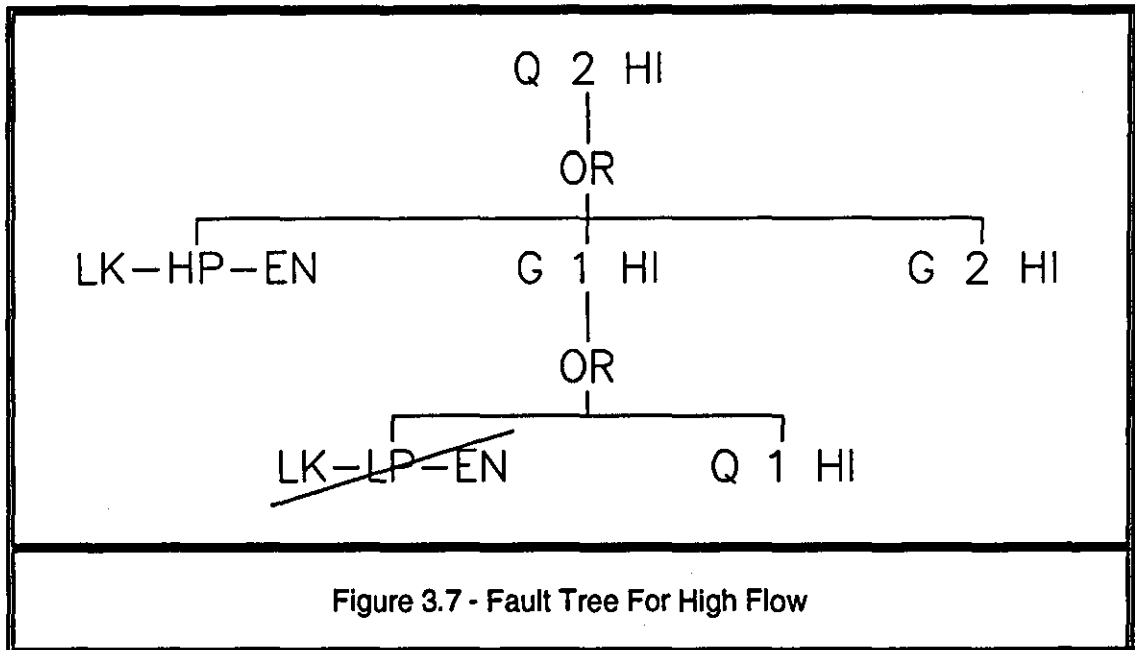 Q 2 HI
OR
LK-HP-EN G 1 HI G 2 HI
OR
LK-LP-EN Q 1 HI
Figure 3.7 - Fault Tree For High Flow